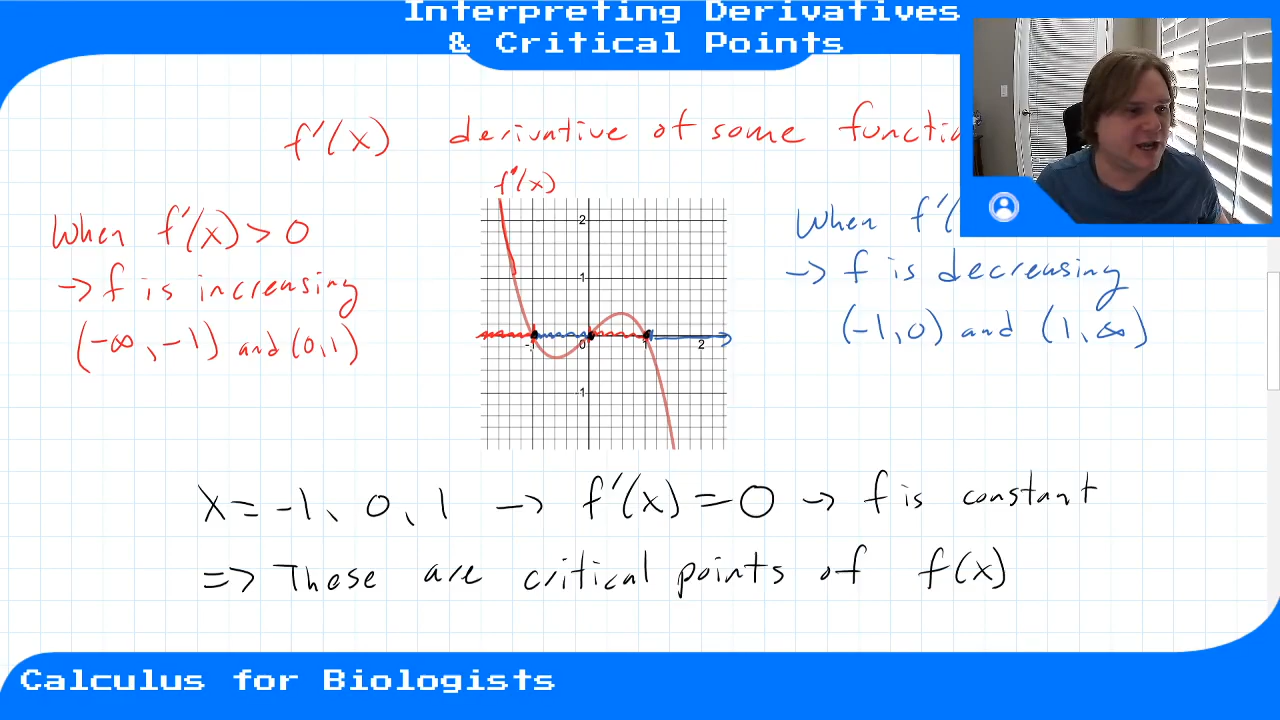 Interpreting Derivatives
& Critical Points
f'(x) derivative of some
f'(x)
When f'(x) > 0
→ f is increasing
(-∞, -1) and (0,1)
2
1
-1
0
2
-1
When f'(
→ f is decreasing
(-1,0) and (1,∞)
x = -1, 0, 1 → f'(x) = 0 → f is constant
=> These are critical points of f(x)
Calculus for Biologists